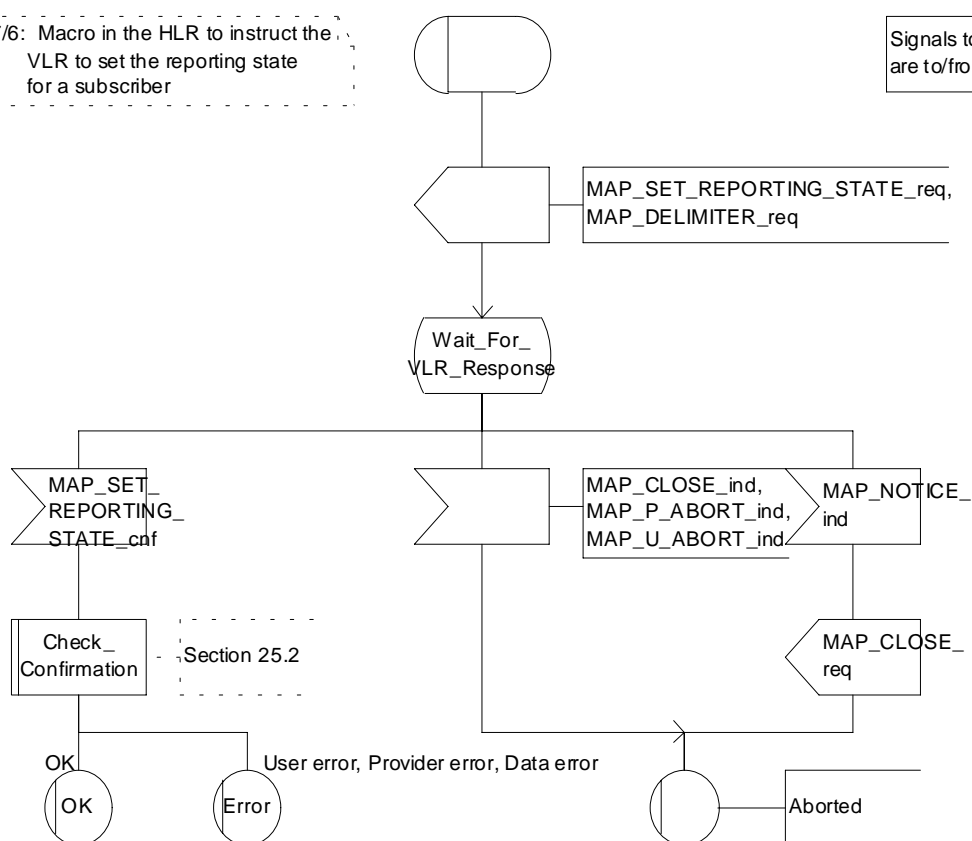 /6: Macro in the HLR to instruct the
VLR to set the reporting state
for a subscriber
Signals to
are to/fro
MAP_SET_REPORTING_STATE_req,
MAP_DELIMITER_req
Wait_For_
VLR_Response
MAP_SET_
REPORTING_
STATE_cnf
MAP_CLOSE_ind,
MAP_P_ABORT_ind,
MAP_U_ABORT_ind
MAP_NOTICE_
ind
Check_
Confirmation
Section 25.2
MAP_CLOSE_
req
OK
User error, Provider error, Data error
OK
Error
Aborted